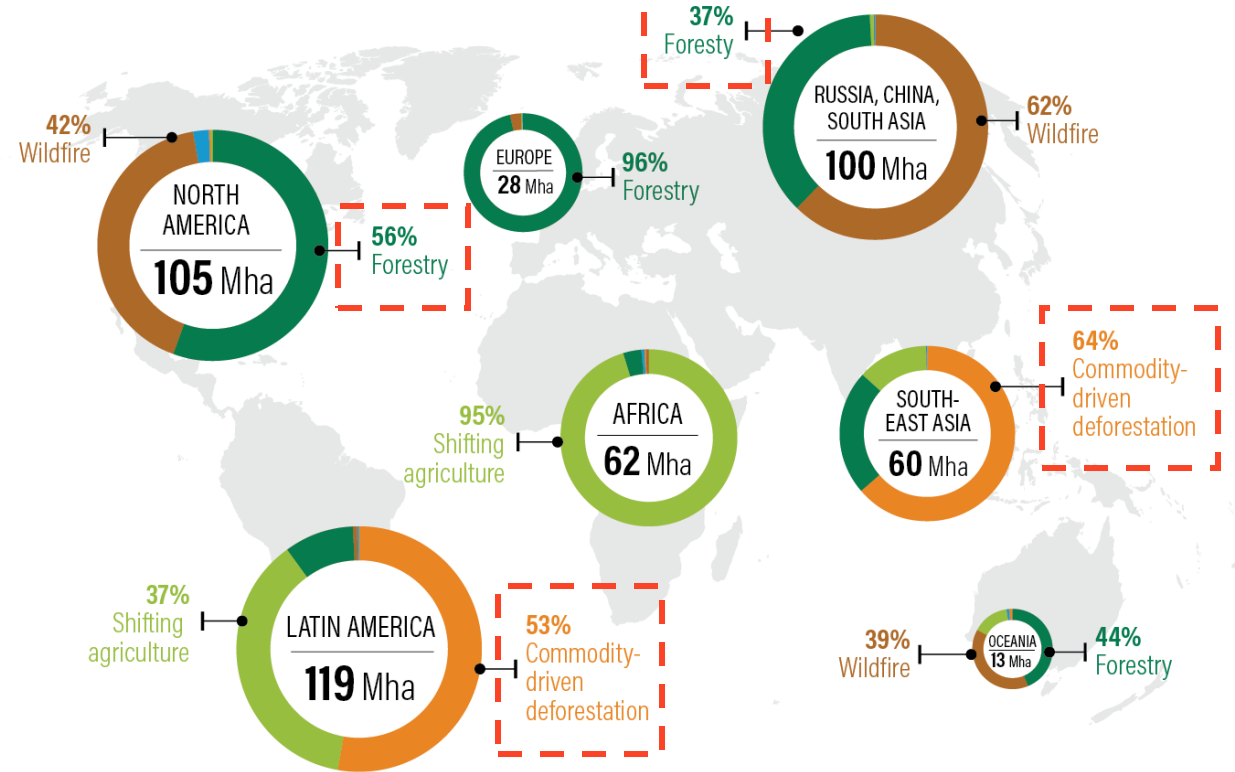 37%
Foresty
RUSSIA, CHINA,
SOUTH ASIA
100 Mha
62%
Wildfire
42%
Wildfire
NORTH
AMERICA
105 Mha
56%
Forestry
EUROPE
28 Mha
96%
Forestry
64%
Commodity-
driven
deforestation
SOUTH-
EAST ASIA
60 Mha
95%
Shifting
agriculture
AFRICA
62 Mha
37%
Shifting
agriculture
LATIN AMERICA
119 Mha
53%
Commodity-
driven
deforestation
39%
Wildfire
OCEANIA
13 Mha
44%
Forestry